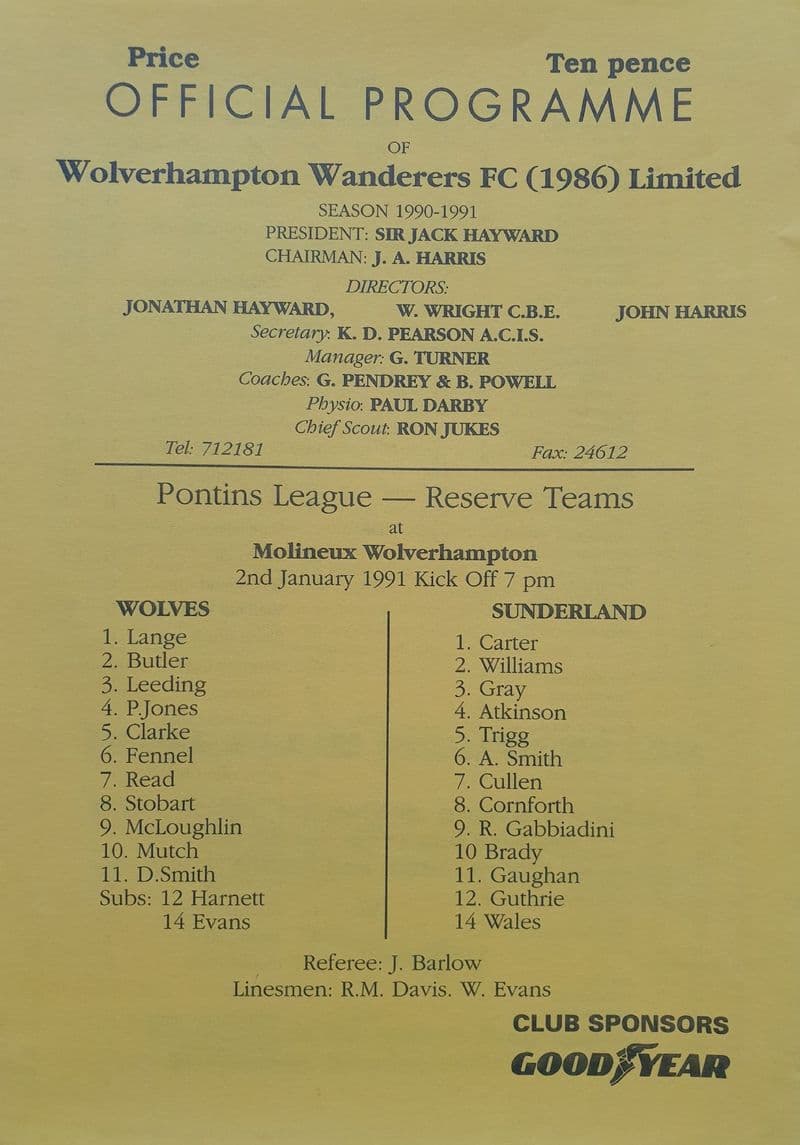 Price Ten pence
OFFICIAL PROGRAMME
OF
Wolverhampton Wanderers FC (1986) Limited
SEASON 1990-1991
PRESIDENT: SIR JACK HAYWARD
CHAIRMAN: J. A. HARRIS
DIRECTORS:
JONATHAN HAYWARD, W. WRIGHT C.B.E. JOHN HARRIS
Secretary: K. D. PEARSON A.C.I.S.
Manager: G. TURNER
Coaches: G. PENDREY & B. POWELL
Physio: PAUL DARBY
Chief Scout: RON JUKES
Tel: 712181 Fax: 24612
Pontins League — Reserve Teams
at
Molineux Wolverhampton
2nd January 1991 Kick Off 7 pm
WOLVES
1. Lange
2. Butler
3. Leeding
4. P.Jones
5. Clarke
6. Fennel
7. Read
8. Stobart
9. McLoughlin
10. Mutch
11. D.Smith
Subs: 12 Harnett
14 Evans
SUNDERLAND
1. Carter
2. Williams
3. Gray
4. Atkinson
5. Trigg
6. A. Smith
7. Cullen
8. Cornforth
9. R. Gabbiadini
10 Brady
11. Gaughan
12. Guthrie
14 Wales
Referee: J. Barlow
Linesmen: R.M. Davis. W. Evans
CLUB SPONSORS
GOODYEAR